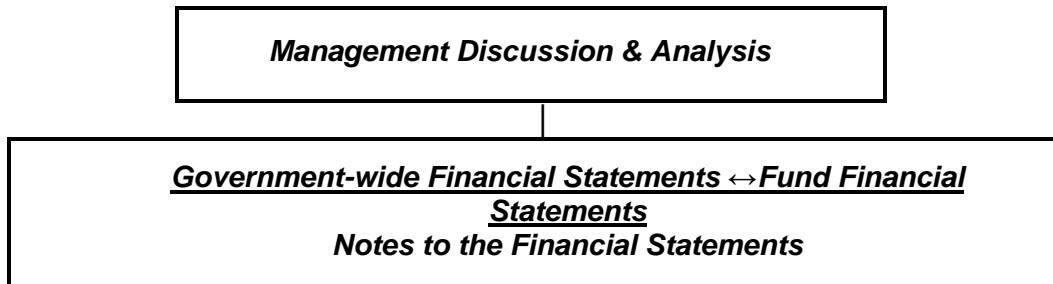 Management Discussion & Analysis
Government-wide Financial Statements ↔Fund Financial
Statements
Notes to the Financial Statements